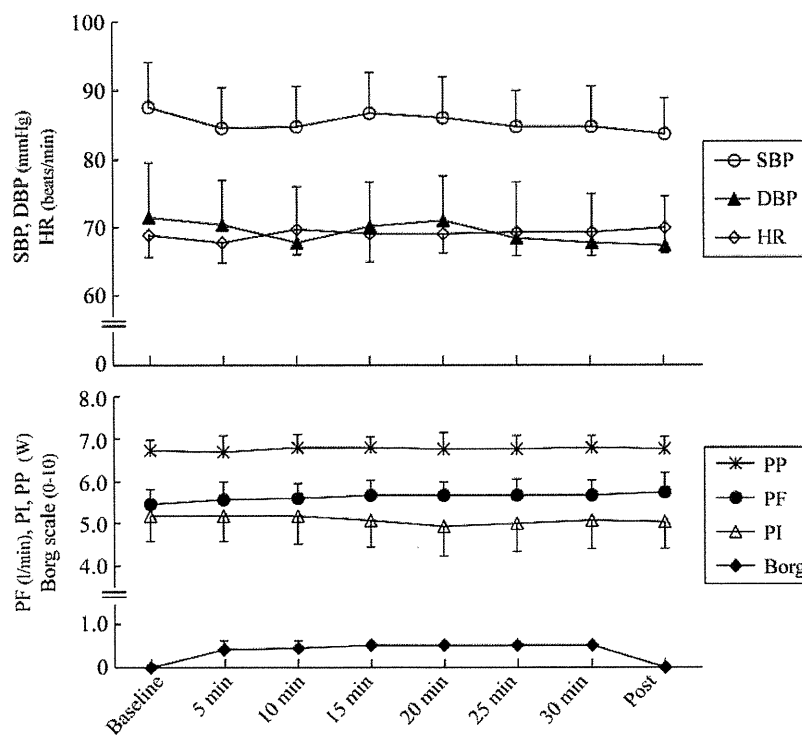 100
90
80
70
60
0
SBP, DBP (mmHg)
HR (beats/min)
SBP
DBP
HR
8.0
7.0
6.0
5.0
4.0
1.0
0
PF (l/min), PI, PP (W)
Borg scale (0-10)
PP
PF
PI
Borg
Baseline
5 min
10 min
15 min
20 min
25 min
30 min
Post